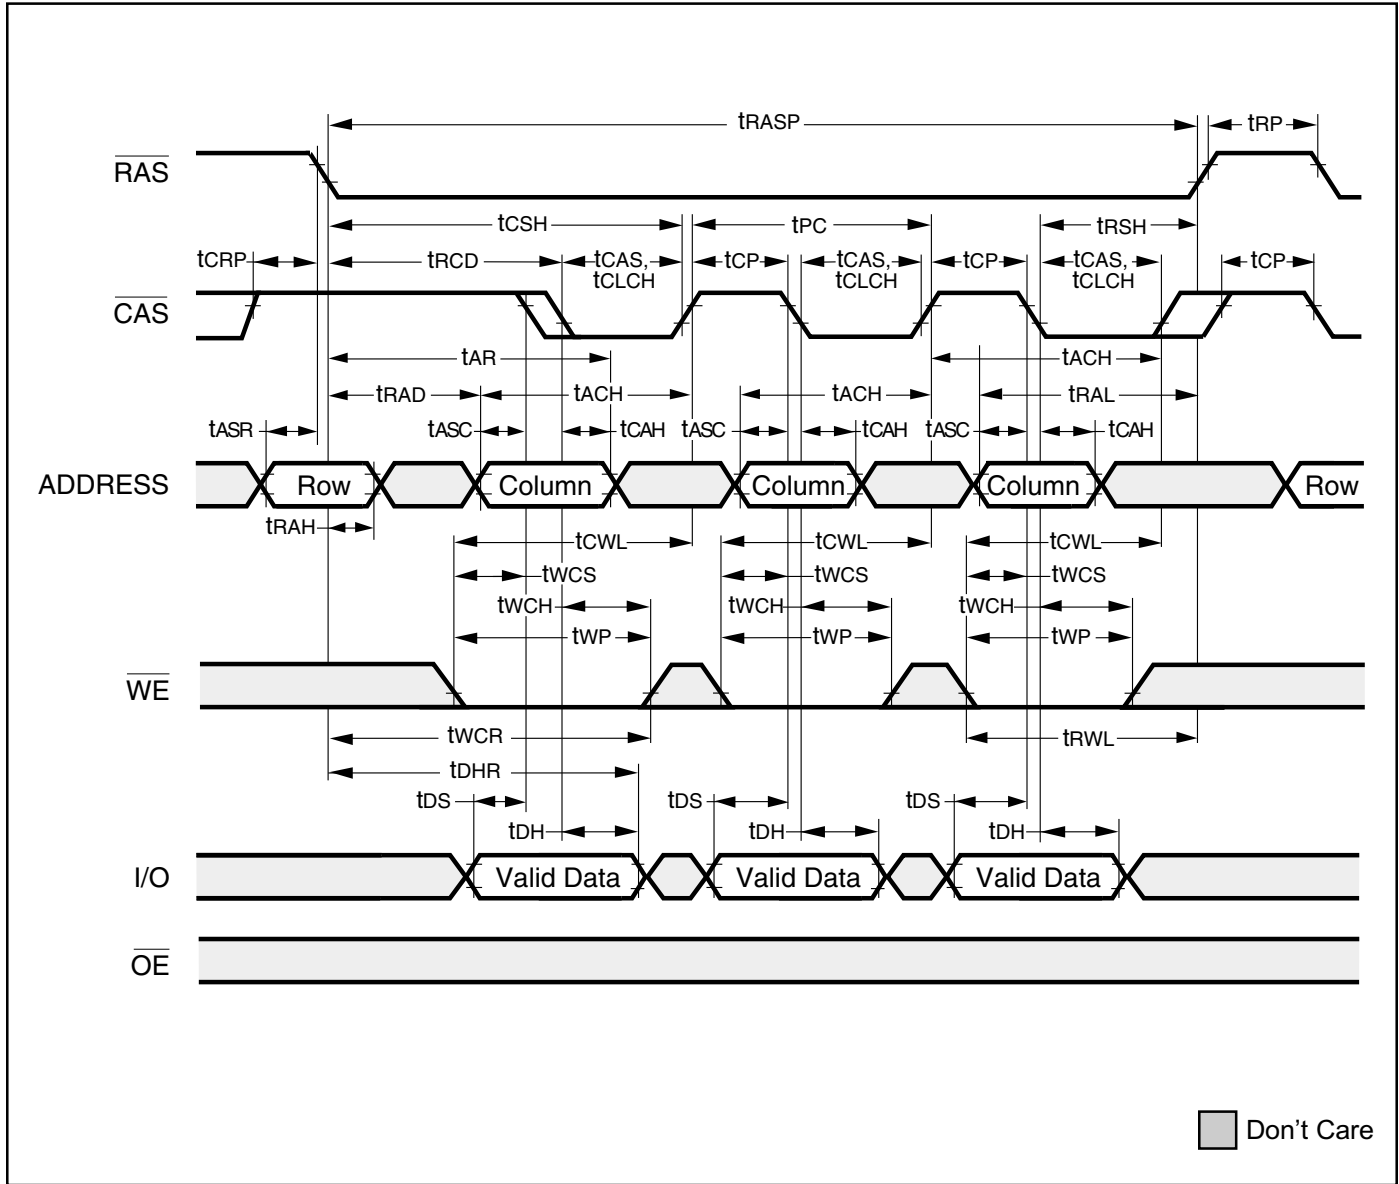 tRASP tRP
RAS
tCSH tPC tRSH
tCRP tRCD tCAS, tCP tCAS, tCP tCAS, tCP
tCLCH tCLCH tCLCH
CAS
tAR tACH
tRAD tACH tACH tRAL
tASR tASC tCAH tASC tCAH tASC tCAH
ADDRESS Row Column Column Column Row
tRAH
tCWL tCWL tCWL
tWCS tWCS tWCS
tWCH tWCH tWCH
tWP tWP tWP
WE
tWCR tRWL
tDHR
tDS tDS tDS
tDH tDH tDH
I/O Valid Data Valid Data Valid Data
OE
Don't Care